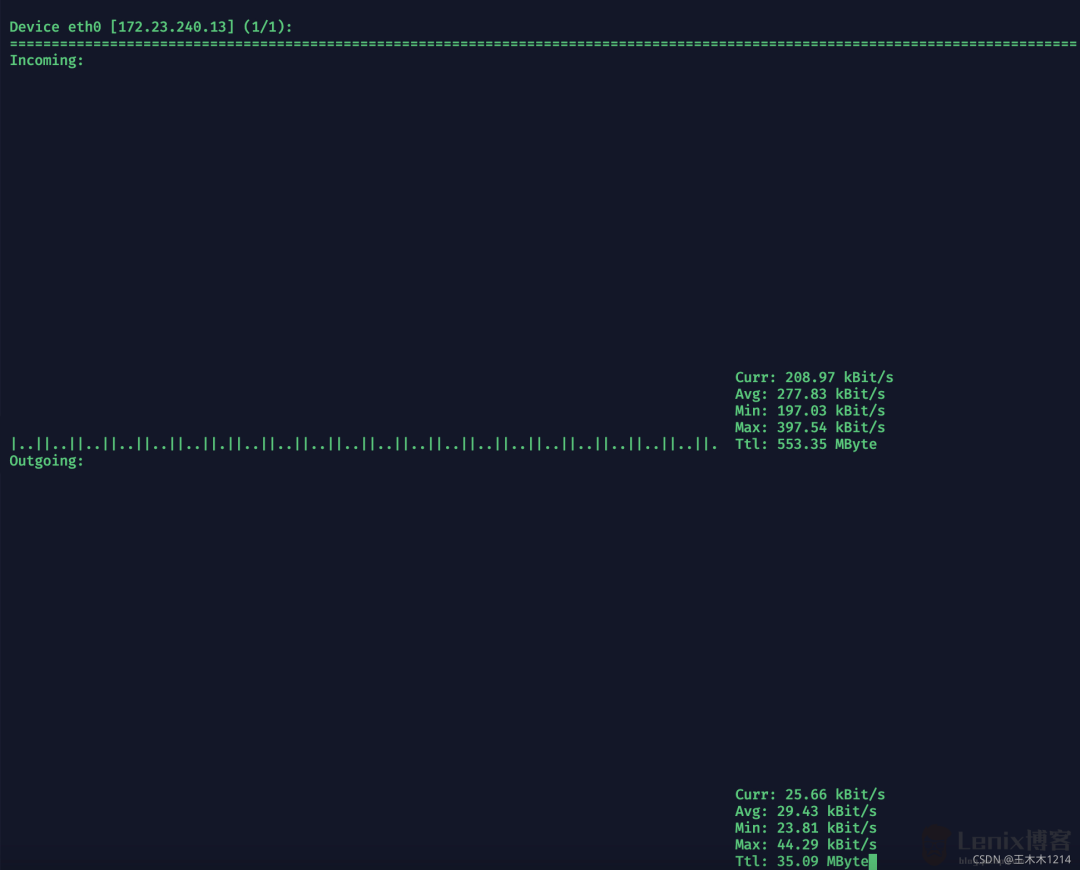 Device eth0 [172.23.240.13] (1/1):
================================================================================================================================
Incoming:
Curr: 208.97 kBit/s
Avg: 277.83 kBit/s
Min: 197.03 kBit/s
Max: 397.54 kBit/s
|..||..||..||..||..||..||.||..||..||..||..||..||..||..||..||..||..||..||..||..||. Ttl: 553.35 MByte
Outgoing:
Curr: 25.66 kBit/s
Avg: 29.43 kBit/s
Min: 23.81 kBit/s
Max: 44.29 kBit/s
Ttl: 35.09 MByte
Lenix博客
CSDN @王木木1214